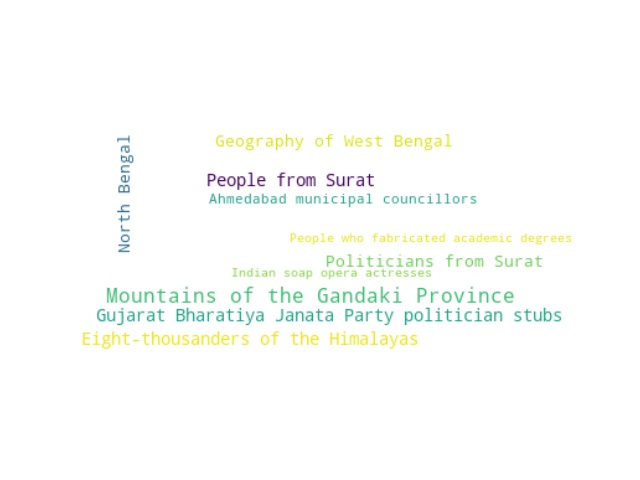 North Bengal
Geography of West Bengal
People from Surat
Ahmedabad municipal councillors
People who fabricated academic degrees
Politicians from Surat
Indian soap opera actresses
Mountains of the Gandaki Province
Gujarat Bharatiya Janata Party politician stubs
Eight-thousanders of the Himalayas